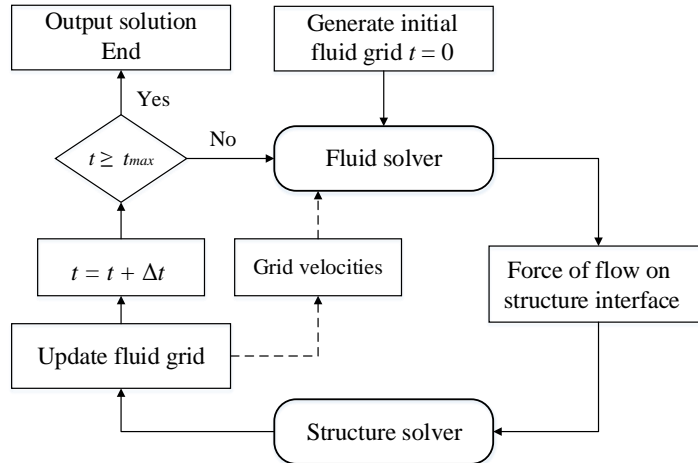 Output solution
End
Generate initial
fluid grid t = 0
Yes
t ≥ tmax
No
Fluid solver
t = t + Δt
Grid velocities
Force of flow on
structure interface
Update fluid grid
Structure solver